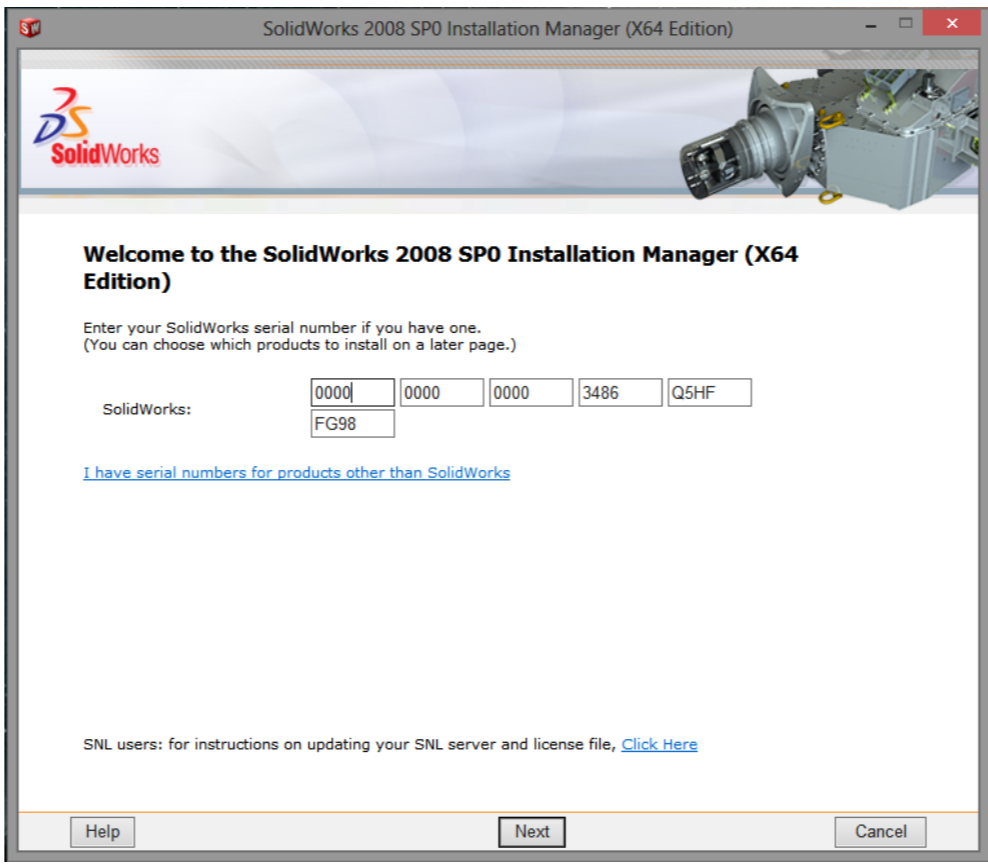 SolidWorks 2008 SP0 Installation Manager (X64 Edition)
SolidWorks
Welcome to the SolidWorks 2008 SP0 Installation Manager (X64
Edition)
Enter your SolidWorks serial number if you have one.
(You can choose which products to install on a later page.)
SolidWorks: 0000 0000 0000 3486 Q5HF
FG98
I have serial numbers for products other than SolidWorks
SNL users: for instructions on updating your SNL server and license file, Click Here
Help Next Cancel